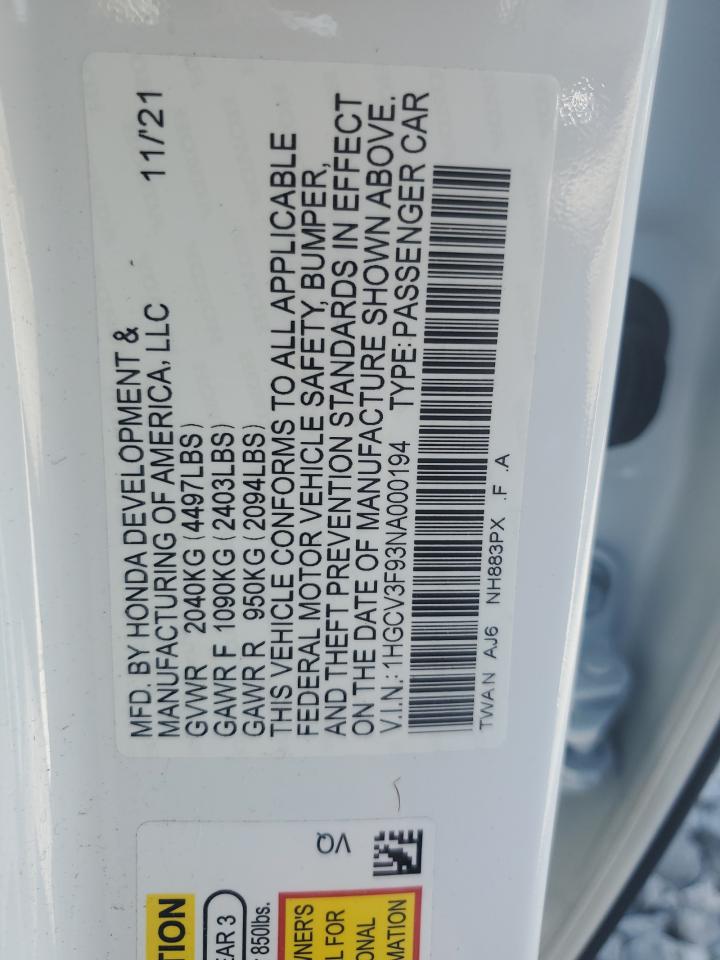 MFD. BY HONDA DEVELOPMENT &
MANUFACTURING OF AMERICA, LLC 11/'21
GVWR 2040KG (4497LBS)
GAWR F 1090KG (2403LBS)
GAWR R 950KG (2094LBS)
THIS VEHICLE CONFORMS TO ALL APPLICABLE
FEDERAL MOTOR VEHICLE SAFETY, BUMPER,
AND THEFT PREVENTION STANDARDS IN EFFECT
ON THE DATE OF MANUFACTURE SHOWN ABOVE.
V.I.N.: 1HGCV3F93NA000194 TYPE: PASSENGER CAR
TWAN AJ6 NH883PX .F .A
VQ
TION
EAR 3
850lbs.
WNER'S
L FOR
ONAL
MATION